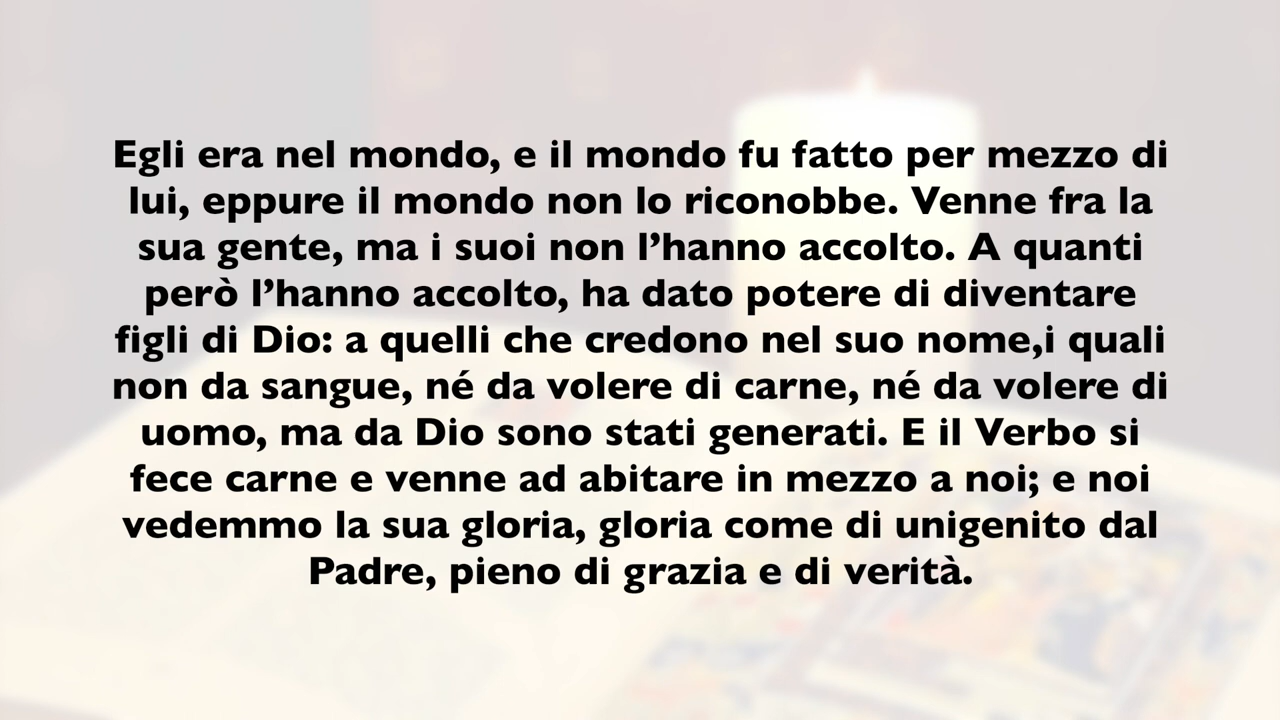 Egli era nel mondo, e il mondo fu fatto per mezzo di
lui, eppure il mondo non lo riconobbe. Venne fra la
sua gente, ma i suoi non l’hanno accolto. A quanti
però l’hanno accolto, ha dato potere di diventare
figli di Dio: a quelli che credono nel suo nome,i quali
non da sangue, né da volere di carne, né da volere di
uomo, ma da Dio sono stati generati. E il Verbo si
fece carne e venne ad abitare in mezzo a noi; e noi
vedemmo la sua gloria, gloria come di unigenito dal
Padre, pieno di grazia e di verità.